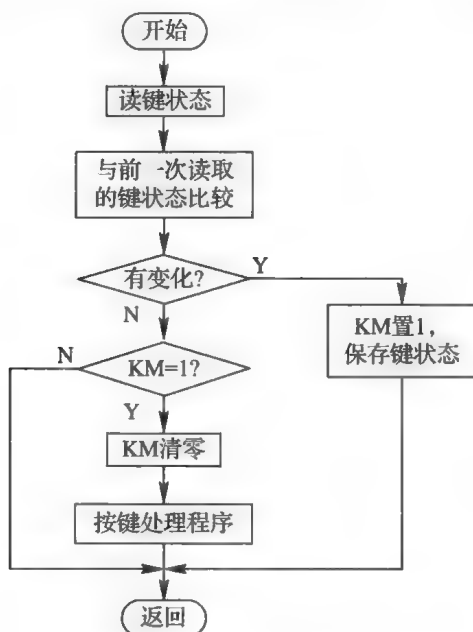 开始
读键状态
与前一次读取
的键状态比较
有变化?
Y
N
KM置1,
保存键状态
N
KM=1?
Y
KM清零
按键处理程序
返回